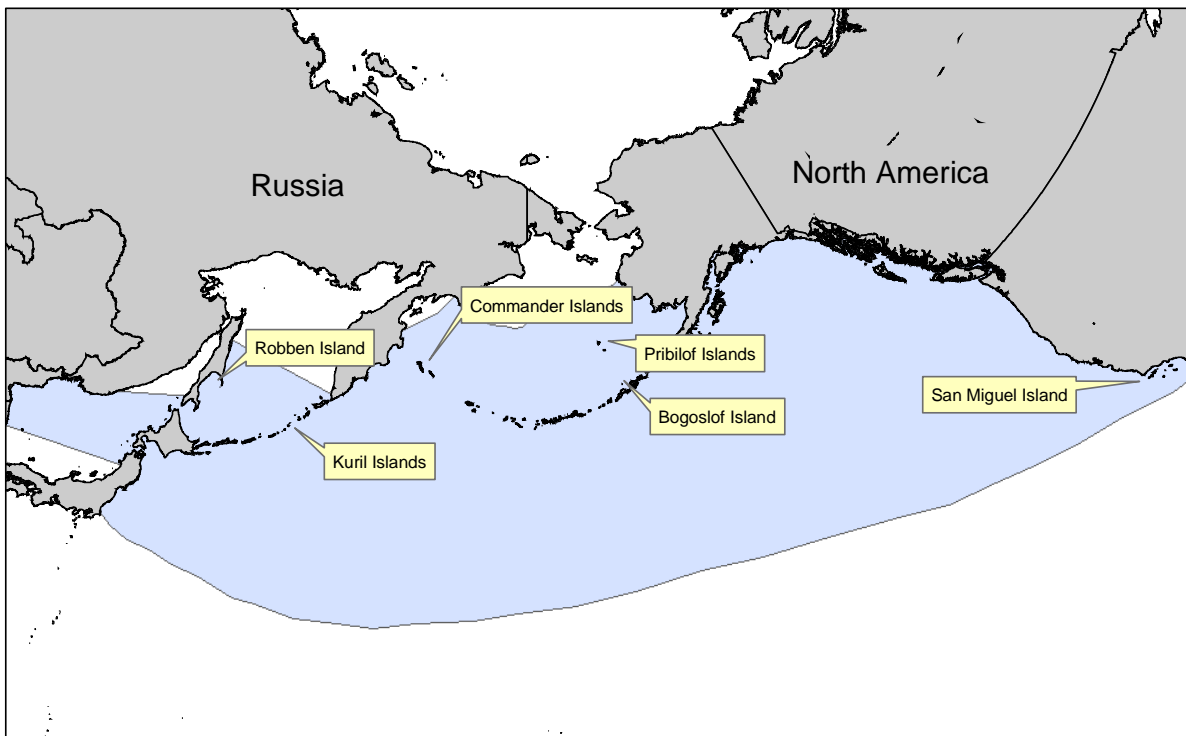 North America
Russia
Commander Islands
Robben Island
Pribilof Islands
San Miguel Island
Bogoslof Island
Kuril Islands